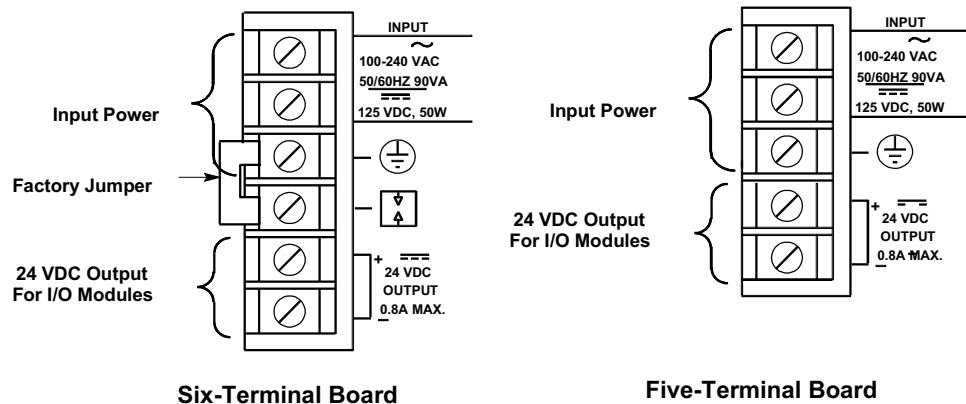 INPUT
100-240 VAC
50/60HZ 90VA
125 VDC, 50W
Input Power
Factory Jumper
24 VDC Output
For I/O Modules
+
24 VDC
OUTPUT
0.8A MAX.
–
Six-Terminal Board
INPUT
100-240 VAC
50/60HZ 90VA
125 VDC, 50W
Input Power
24 VDC Output
For I/O Modules
+
24 VDC
OUTPUT
0.8A MAX.
–
Five-Terminal Board